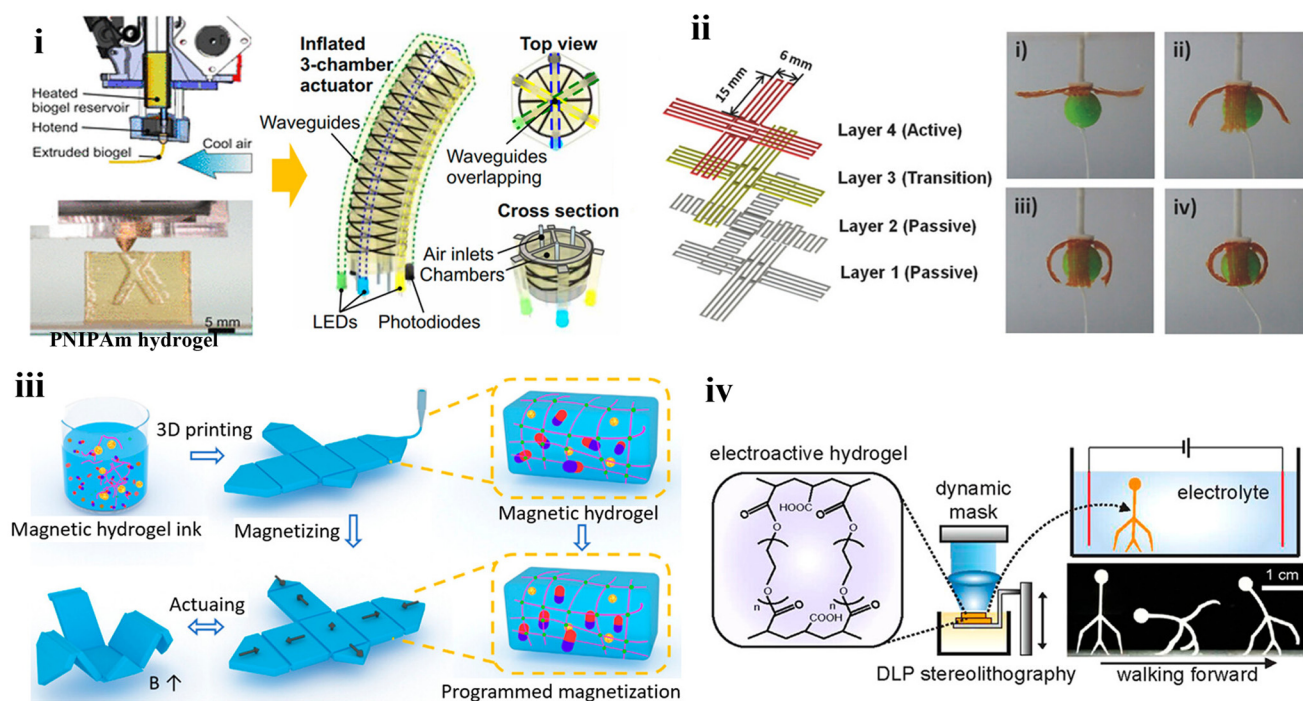 i
Heated
biogel reservoir
Hotend
Extruded biogel
Cool air
5 mm
PNIPAm hydrogel
Inflated
3-chamber
actuator
Waveguides
LEDs
Photodiodes
Top view
Waveguides
overlapping
Cross section
Air inlets
Chambers
ii
15 mm
6 mm
Layer 4 (Active)
Layer 3 (Transition)
Layer 2 (Passive)
Layer 1 (Passive)
i)
ii)
iii)
iv)
iii
3D printing
Magnetic hydrogel ink
Magnetizing
Magnetic hydrogel
Actuaing
B ↑
Programmed magnetization
iv
electroactive hydrogel
HOOC
O
O
O
O
n
n
O
O
O
O
COOH
dynamic
mask
DLP stereolithography
electrolyte
1 cm
walking forward